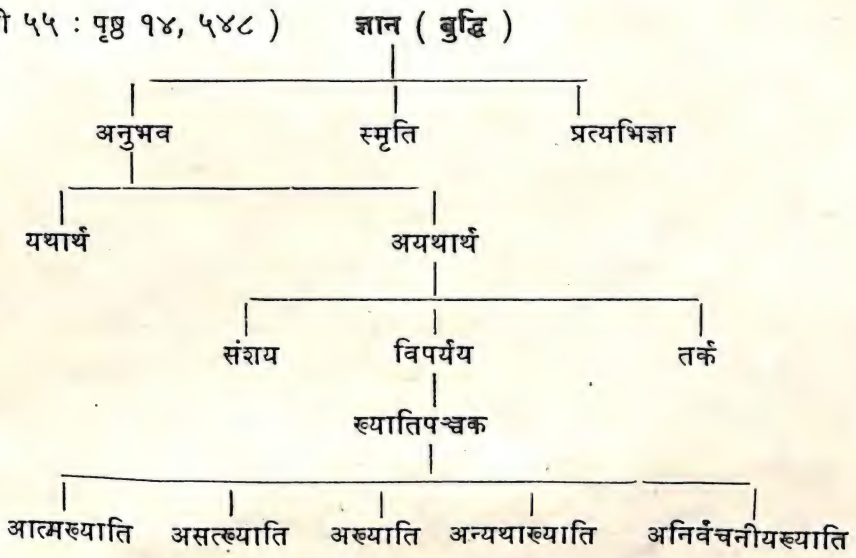 ५५ : पृष्ठ १४, ५४८ ) ज्ञान ( बुद्धि )
अनुभव स्मृति प्रत्यभिज्ञा
यथार्थ अयथार्थ
संशय विपर्यय तर्क
ख्यातिपञ्चक
आत्मख्याति असत्ख्याति अख्याति अन्यथाख्याति अनिर्वचनीयख्याति